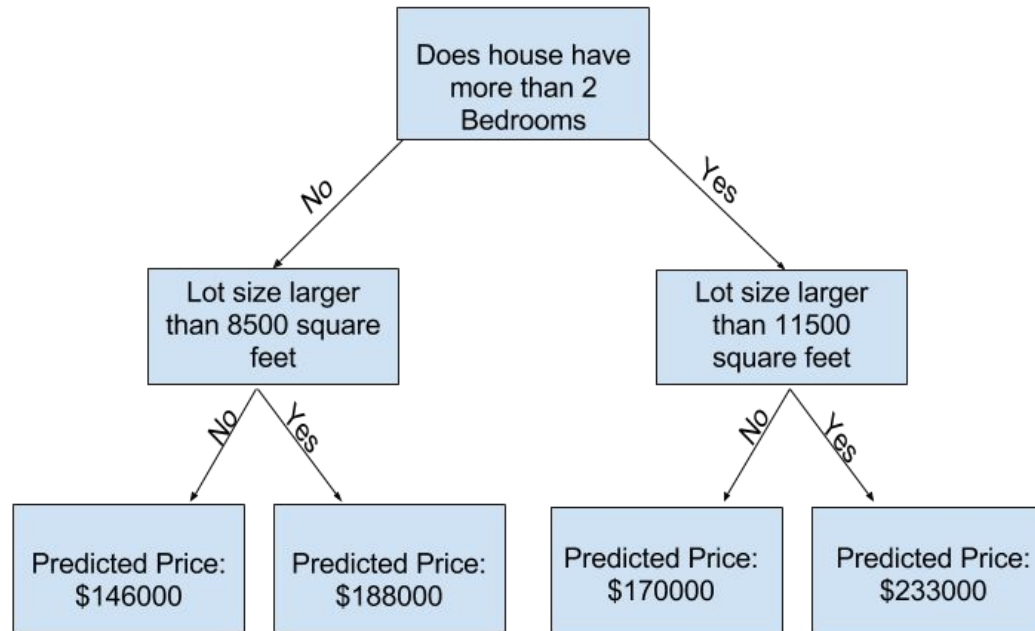 Does house have
more than 2
Bedrooms
No
Yes
Lot size larger
than 8500 square
feet
Lot size larger
than 11500
square feet
No
Yes
No
Yes
Predicted Price:
$146000
Predicted Price:
$188000
Predicted Price:
$170000
Predicted Price:
$233000